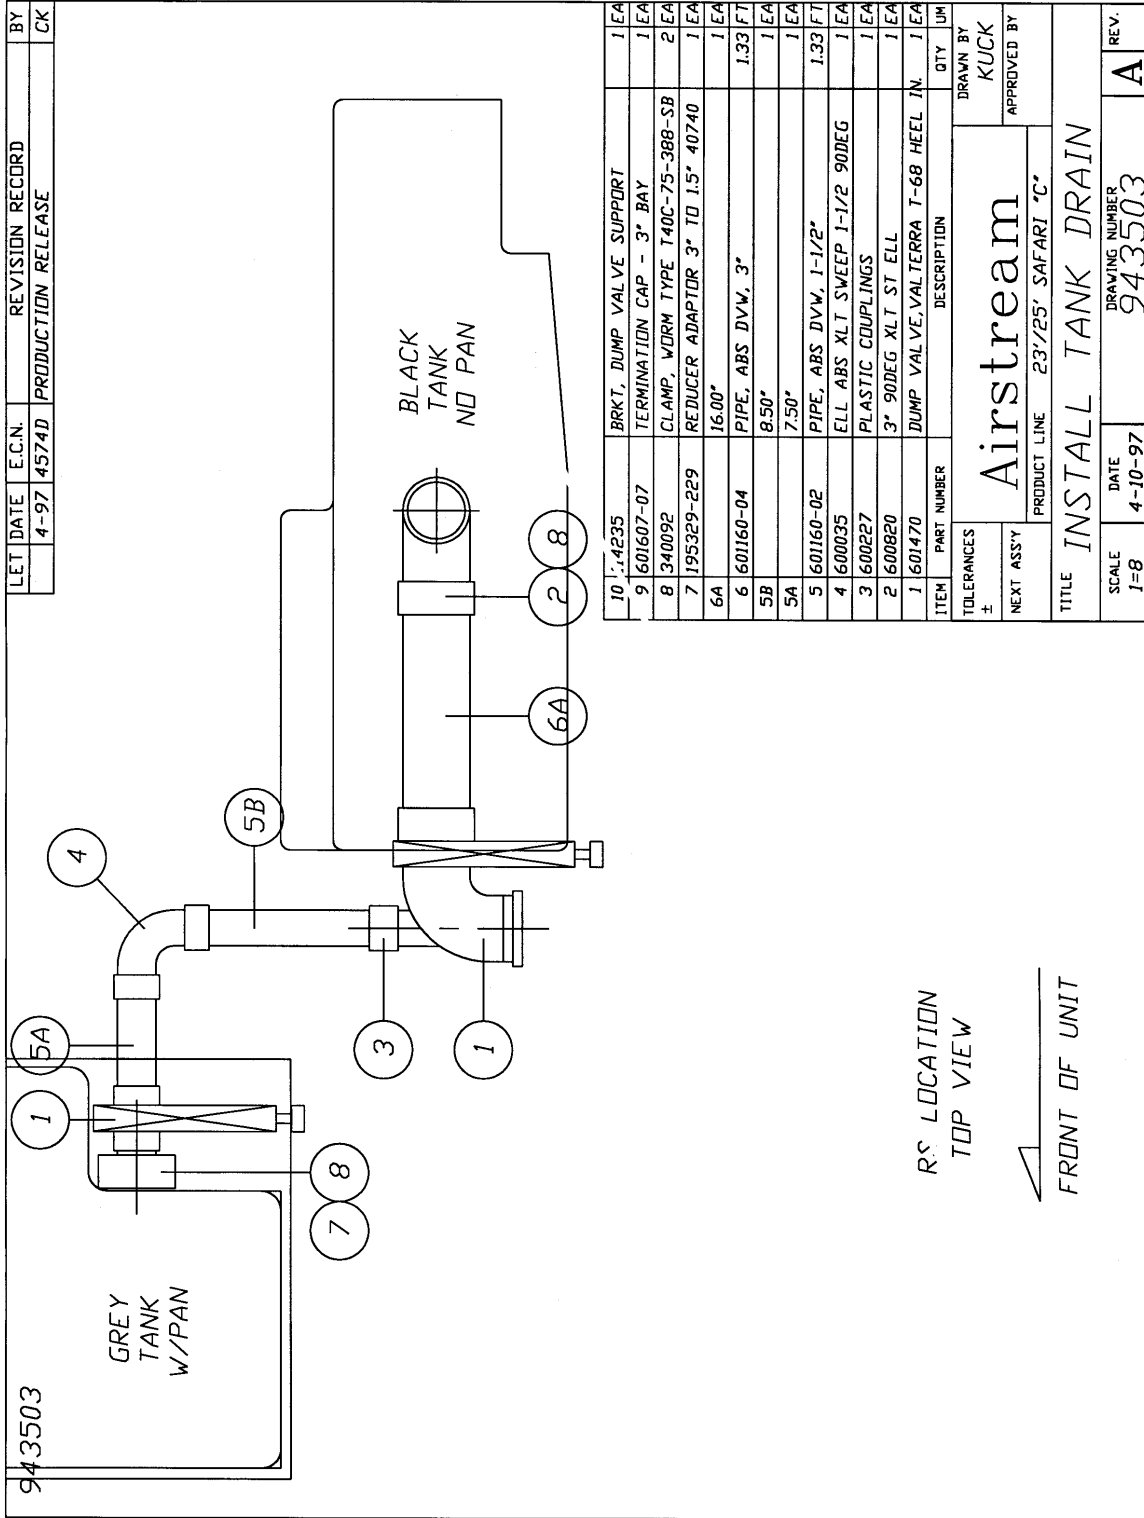 943503
LET DATE E.C.N. REVISION RECORD BY
4-97 4574D PRODUCTION RELEASE CK
GREY
TANK
W/PAN
1
5A
4
5B
7 8
3
1
6A
2 8
BLACK
TANK
NO PAN
RS LOCATION
TOP VIEW
FRONT OF UNIT
10 14235 BRKT, DUMP VALVE SUPPORT 1 EA
9 601607-07 TERMINATION CAP - 3" BAY 1 EA
8 340092 CLAMP, WORM TYPE T40C-75-388-SB 2 EA
7 195329-229 REDUCER ADAPTOR 3" TO 1.5" 40740 1 EA
6A 16.00" 1 EA
6 601160-04 PIPE, ABS DVW, 3" 1.33 FT
5B 8.50" 1 EA
5A 7.50" 1 EA
5 601160-02 PIPE, ABS DVW, 1-1/2" 1.33 FT
4 600035 ELL ABS XLT SWEEP 1-1/2 90DEG 1 EA
3 600227 PLASTIC COUPLINGS 1 EA
2 600820 3" 90DEG XLT ST ELL 1 EA
1 601470 DUMP VALVE,VALTERRA T-68 HEEL IN. 1 EA
ITEM PART NUMBER DESCRIPTION QTY UM
TOLERANCES
±
NEXT ASS'Y
Airstream
PRODUCT LINE 23'/25' SAFARI "C"
DRAWN BY
KUCK
APPROVED BY
TITLE INSTALL TANK DRAIN
SCALE
1=8
DATE
4-10-97
DRAWING NUMBER
943503
A
REV.